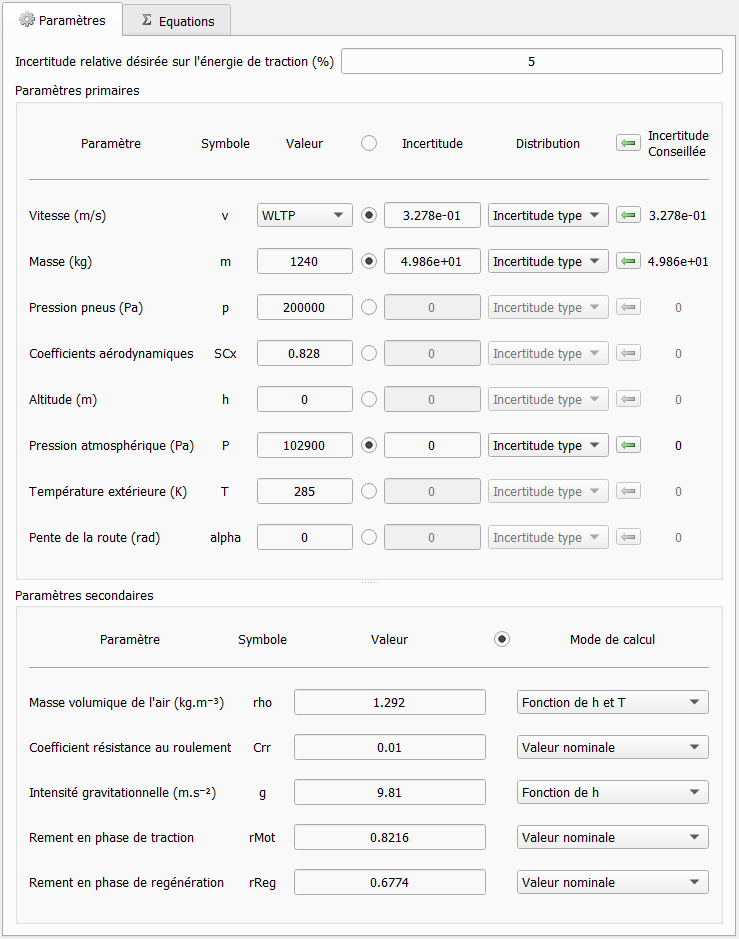 Paramètres
Σ Equations
Incertitude relative désirée sur l'énergie de traction (%) 5
Paramètres primaires
Paramètre Symbole Valeur Incertitude Distribution Incertitude
Conseillée
Vitesse (m/s) v WLTP 3.278e-01 Incertitude type 3.278e-01
Masse (kg) m 1240 4.986e+01 Incertitude type 4.986e+01
Pression pneus (Pa) p 200000 0 Incertitude type 0
Coefficients aérodynamiques SCx 0.828 0 Incertitude type 0
Altitude (m) h 0 0 Incertitude type 0
Pression atmosphérique (Pa) P 102900 0 Incertitude type 0
Température extérieure (K) T 285 0 Incertitude type 0
Pente de la route (rad) alpha 0 0 Incertitude type 0
Paramètres secondaires
Paramètre Symbole Valeur Mode de calcul
Masse volumique de l'air (kg.m⁻³) rho 1.292 Fonction de h et T
Coefficient résistance au roulement Crr 0.01 Valeur nominale
Intensité gravitationnelle (m.s⁻²) g 9.81 Fonction de h
Rement en phase de traction rMot 0.8216 Valeur nominale
Rement en phase de regénération rReg 0.6774 Valeur nominale